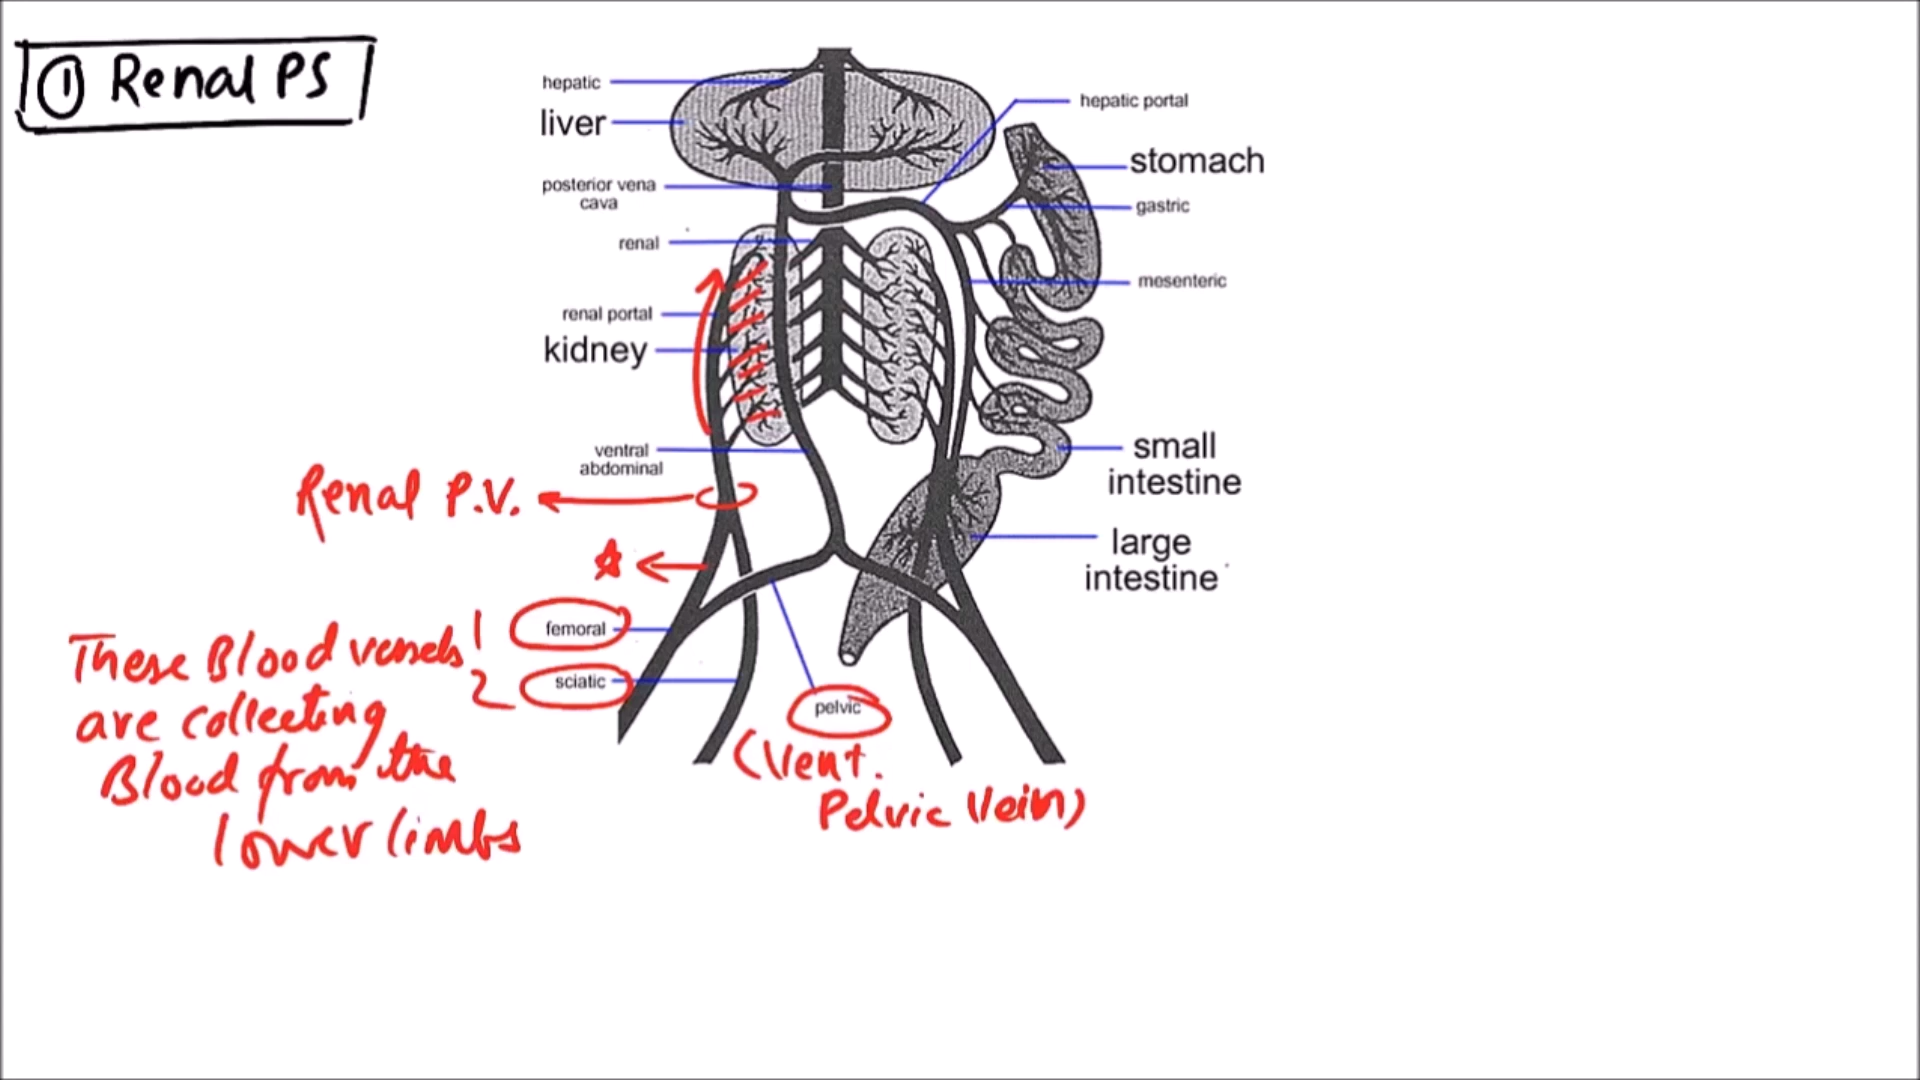 ① Renal PS
hepatic
liver
hepatic portal
stomach
posterior vena
cava
gastric
renal
mesenteric
renal portal
kidney
ventral
abdominal
small
intestine
Renal P.V.
large
intestine
femoral
sciatic
pelvic
1
2
These Blood vessels
are collecting
Blood from the
lower limbs
(Vent.
Pelvic Vein)